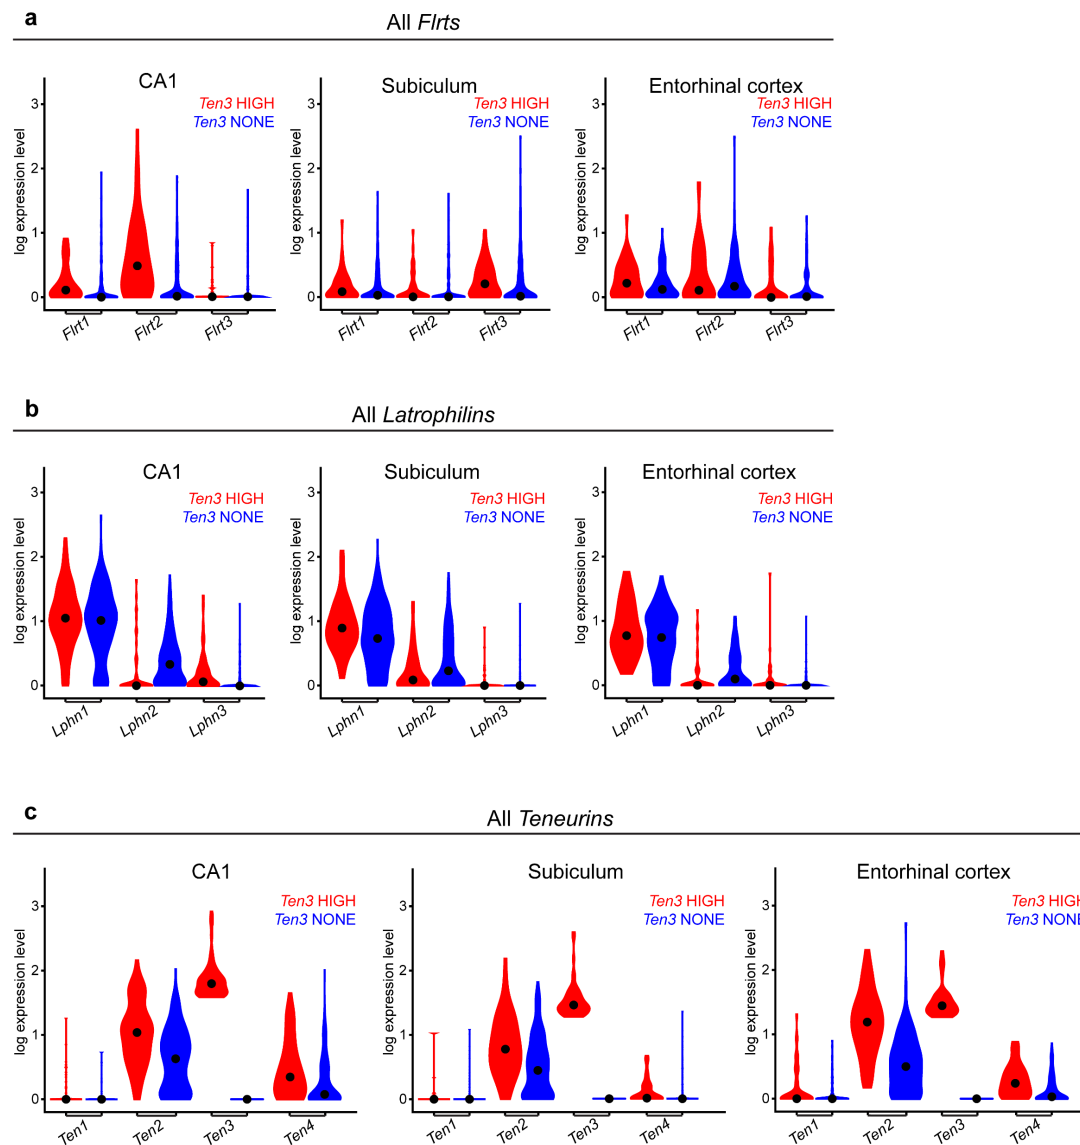 a
All Flrts
CA1
Subiculum
Entorhinal cortex
Ten3 HIGH
Ten3 NONE
Ten3 HIGH
Ten3 NONE
Ten3 HIGH
Ten3 NONE
log expression level
3
2
1
0
log expression level
3
2
1
0
log expression level
3
2
1
0
Flrt1
Flrt2
Flrt3
Flrt1
Flrt2
Flrt3
Flrt1
Flrt2
Flrt3
b
All Latrophilins
CA1
Subiculum
Entorhinal cortex
Ten3 HIGH
Ten3 NONE
Ten3 HIGH
Ten3 NONE
Ten3 HIGH
Ten3 NONE
log expression level
3
2
1
0
log expression level
3
2
1
0
log expression level
3
2
1
0
Lphn1
Lphn2
Lphn3
Lphn1
Lphn2
Lphn3
Lphn1
Lphn2
Lphn3
c
All Teneurins
CA1
Subiculum
Entorhinal cortex
Ten3 HIGH
Ten3 NONE
Ten3 HIGH
Ten3 NONE
Ten3 HIGH
Ten3 NONE
log expression level
3
2
1
0
log expression level
3
2
1
0
log expression level
3
2
1
0
Ten1
Ten2
Ten3
Ten4
Ten1
Ten2
Ten3
Ten4
Ten1
Ten2
Ten3
Ten4